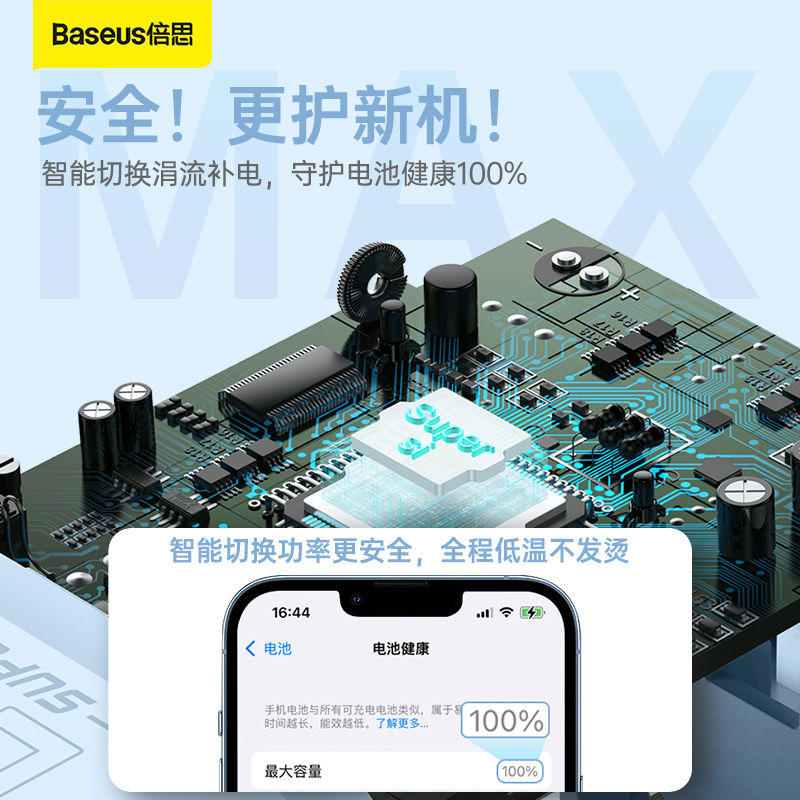 Baseus倍思
MAX
安全！更护新机！
智能切换涓流补电，守护电池健康100%
R16
R17
R18
Super
si
智能切换功率更安全，全程低温不发烫
16:44
电池
电池健康
手机电池与所有可充电电池类似，属于易
时间越长，能效越低。了解更多...
100%
最大容量
100%
SUP